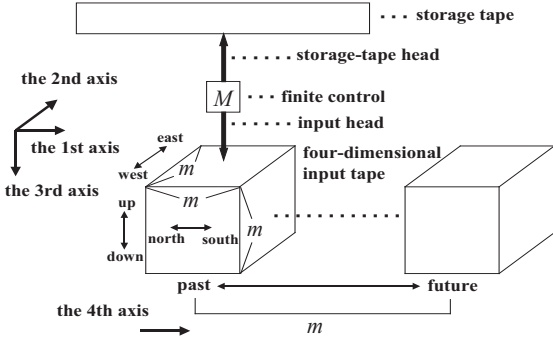 storage tape
storage-tape head
the 2nd axis
M
finite control
east
input head
the 1st axis
four-dimensional
input tape
west
m
the 3rd axis
up
m
north
south
m
down
past
future
the 4th axis
m